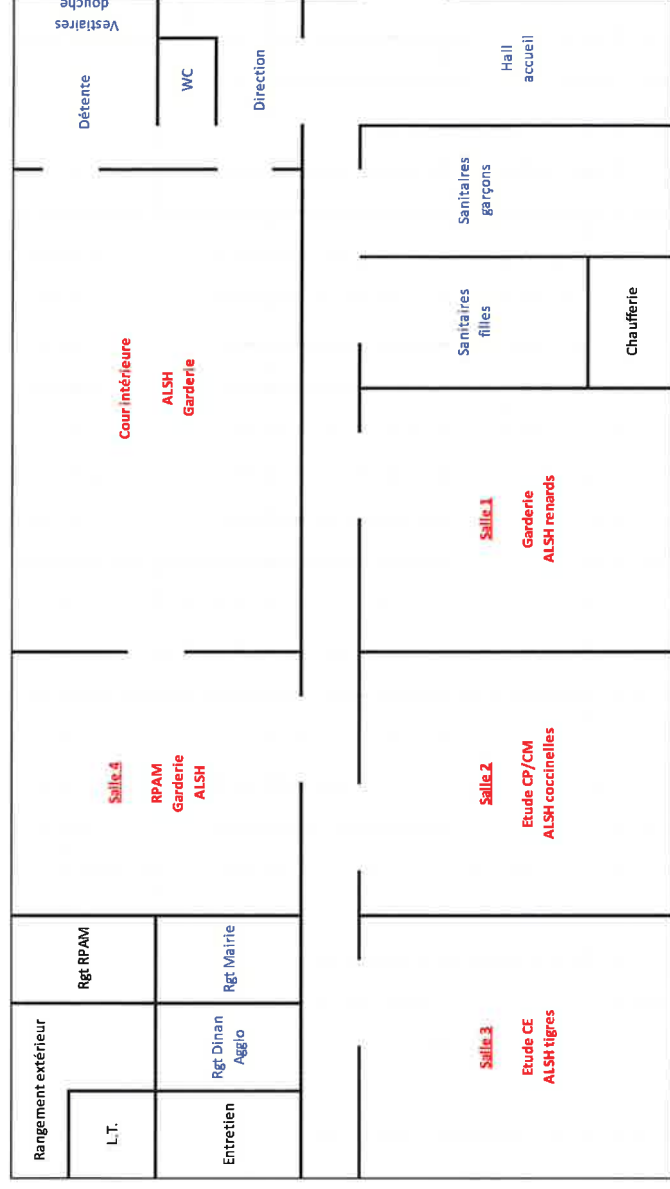 Rangement extérieur
L.T.
Rgt RPAM
Entretien
Rgt Dinan
Agglo
Rgt Mairie
Salle 4
RPAM
Garderie
ALSH
Cour intérieure
ALSH
Garderie
Détente
Vestiaires
douche
WC
Direction
Salle 3
Etude CE
ALSH tigres
Salle 2
Etude CP/CM
ALSH coccinelles
Salle 1
Garderie
ALSH renards
Sanitaires
filles
Chaufferie
Sanitaires
garçons
Hall
accueil